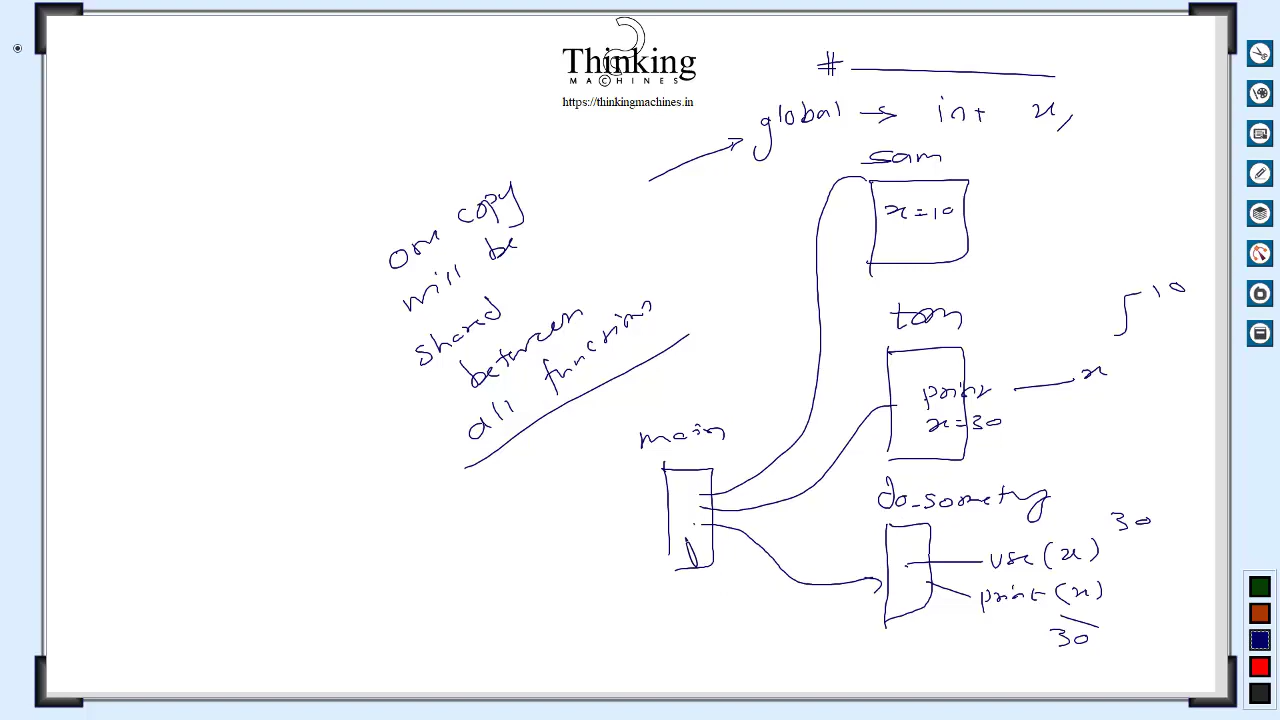 Thinking
MACHINES
https://thinkingmachines.in
# 
global → int x,
sam
x=10
one copy
will be
shared
between
all functions
tom
10
print x
x=30
main
do_something
30
use (x)
print (x)
30